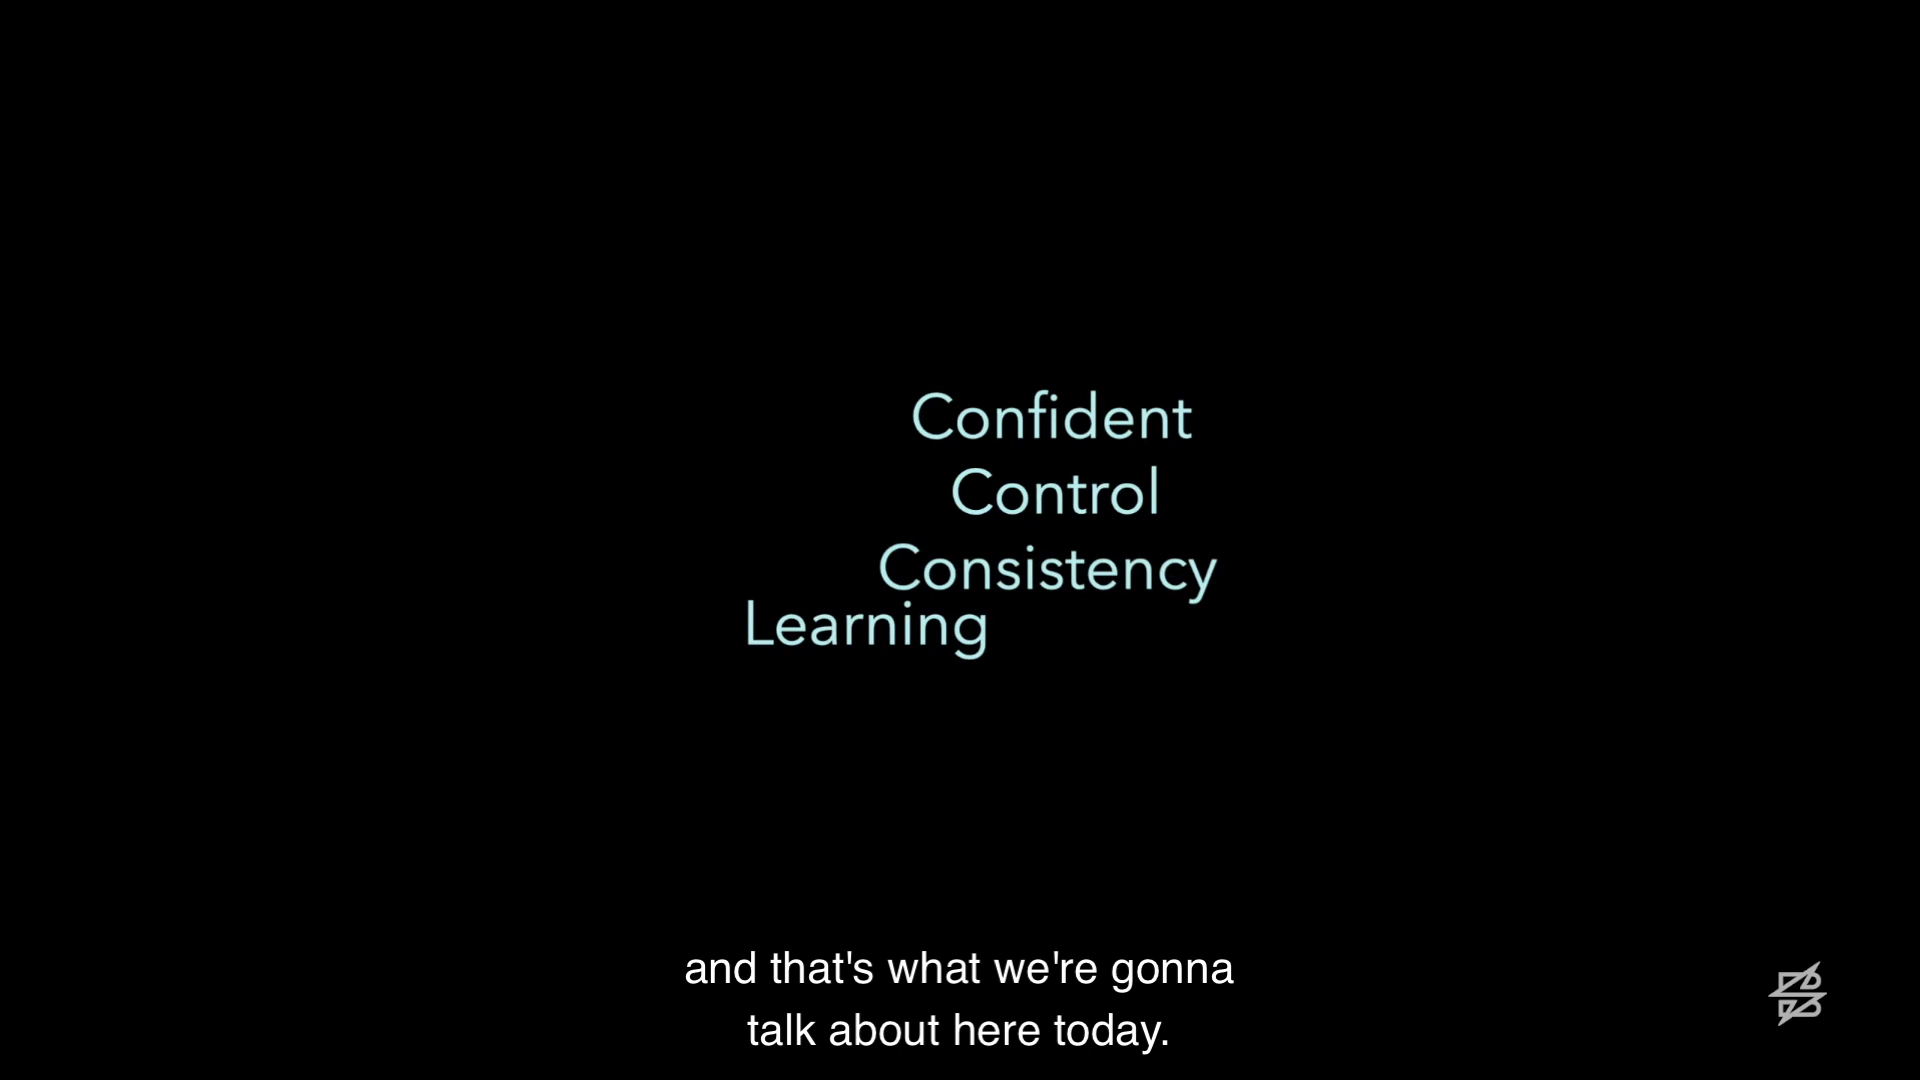 Confident
Control
Consistency
Learning
and that's what we're gonna
talk about here today.